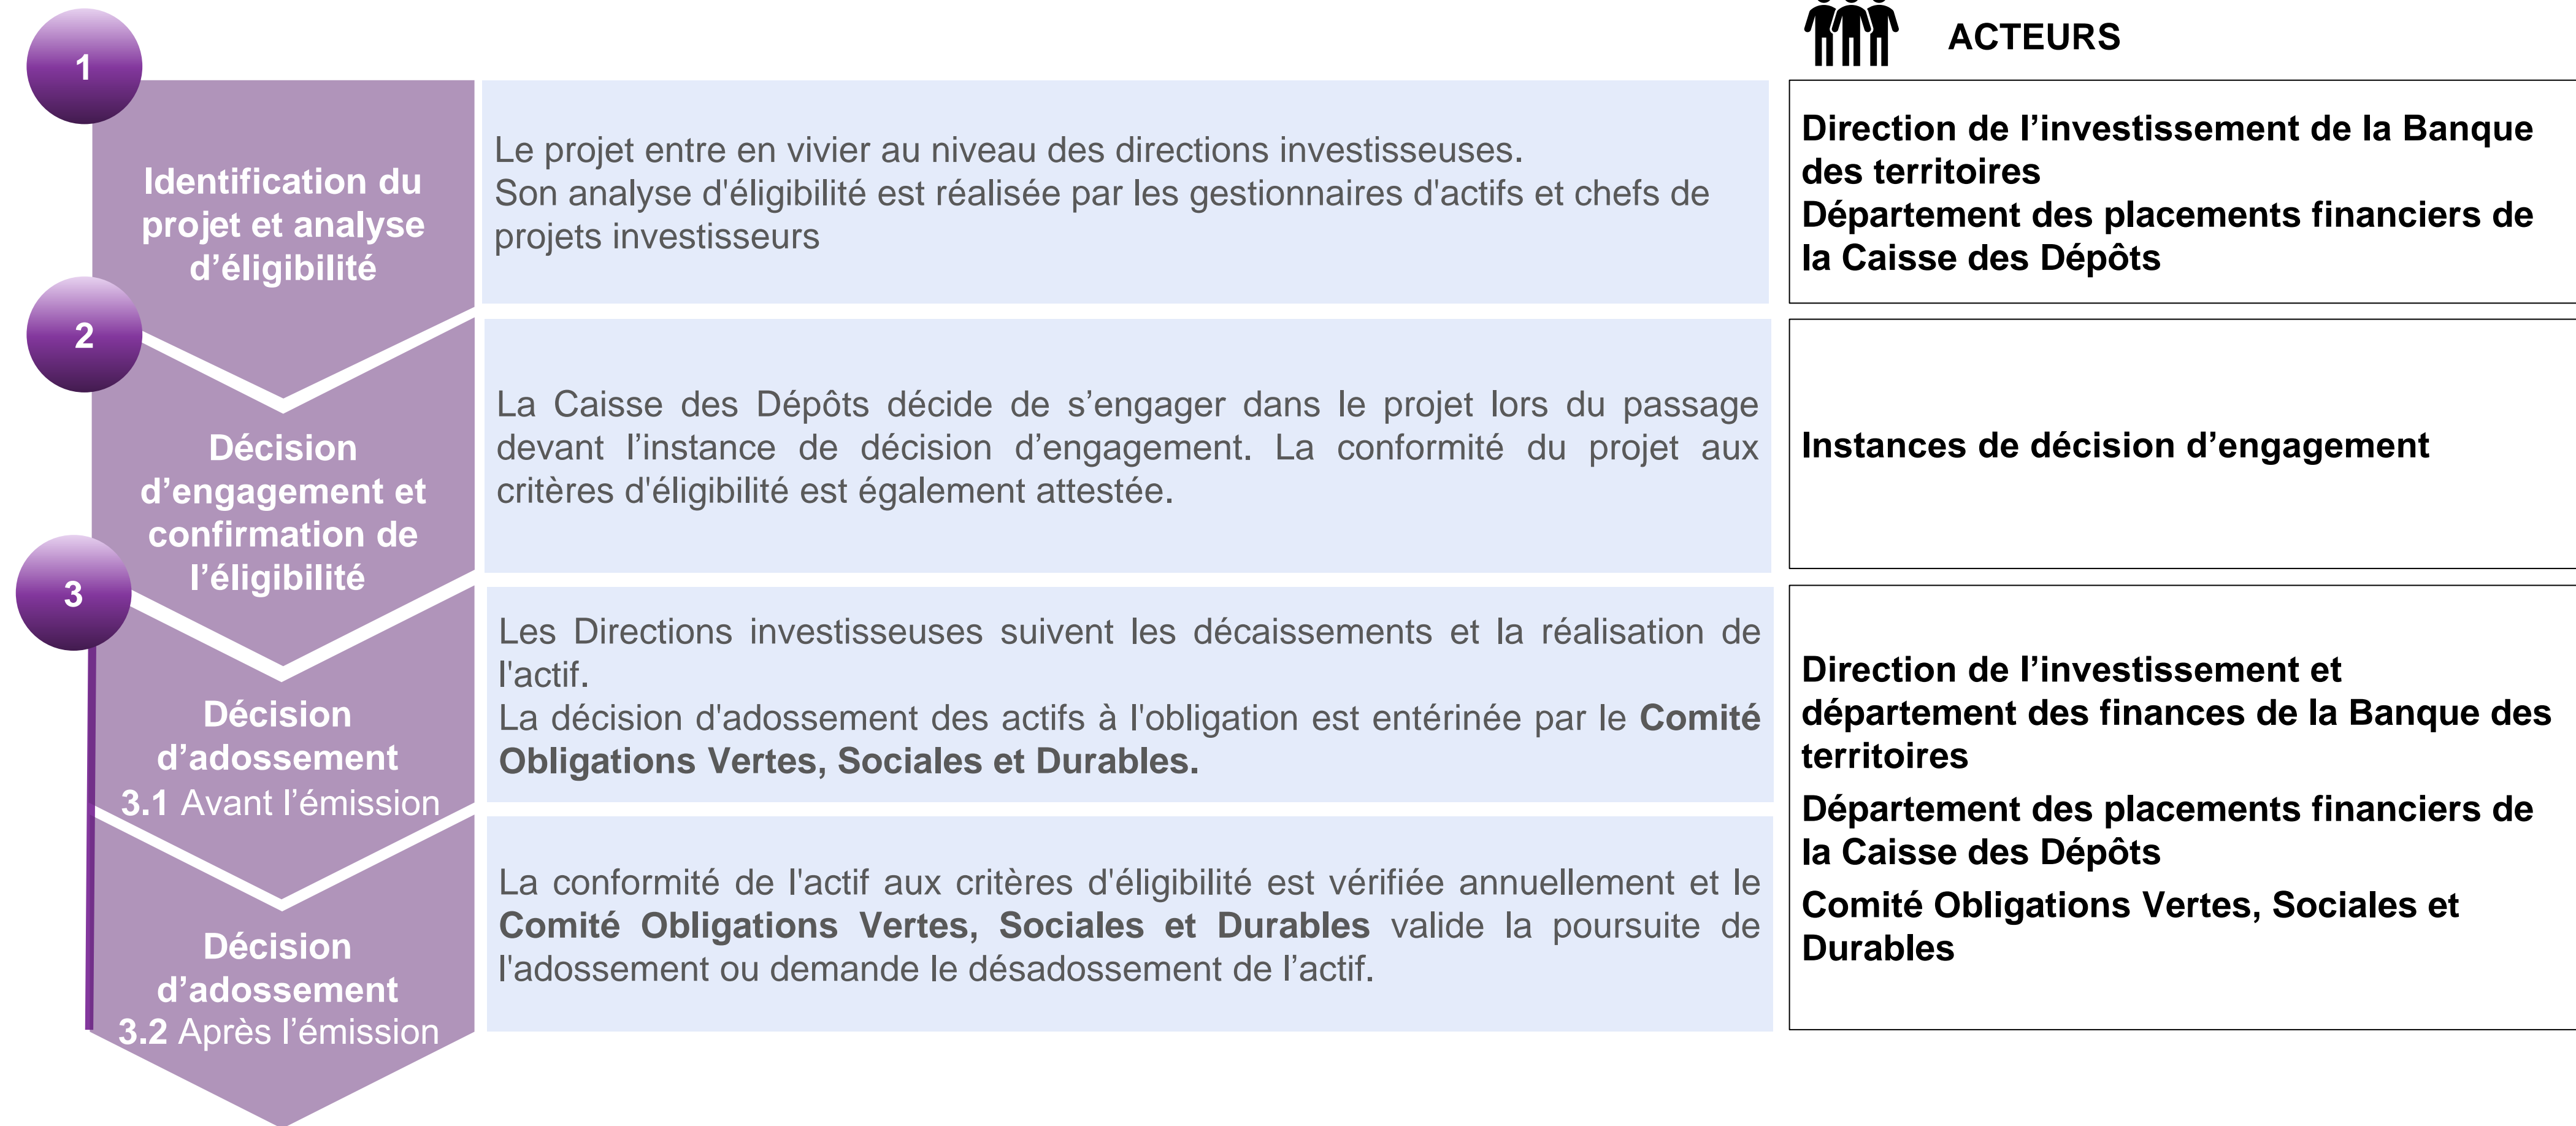 ACTEURS
1
Identification du
projet et analyse
d’éligibilité
Le projet entre en vivier au niveau des directions investisseuses.
Son analyse d'éligibilité est réalisée par les gestionnaires d'actifs et chefs de
projets investisseurs
Direction de l’investissement de la Banque
des territoires
Département des placements financiers de
la Caisse des Dépôts
2
Décision
d’engagement et
confirmation de
l’éligibilité
La Caisse des Dépôts décide de s’engager dans le projet lors du passage
devant l’instance de décision d’engagement. La conformité du projet aux
critères d'éligibilité est également attestée.
Instances de décision d’engagement
3
Décision
d’adossement
3.1 Avant l’émission
Les Directions investisseuses suivent les décaissements et la réalisation de
l'actif.
La décision d'adossement des actifs à l'obligation est entérinée par le Comité
Obligations Vertes, Sociales et Durables.
Direction de l’investissement et
département des finances de la Banque des
territoires
Département des placements financiers de
la Caisse des Dépôts
Comité Obligations Vertes, Sociales et
Durables
Décision
d’adossement
3.2 Après l’émission
La conformité de l'actif aux critères d'éligibilité est vérifiée annuellement et le
Comité Obligations Vertes, Sociales et Durables valide la poursuite de
l'adossement ou demande le désadossement de l’actif.